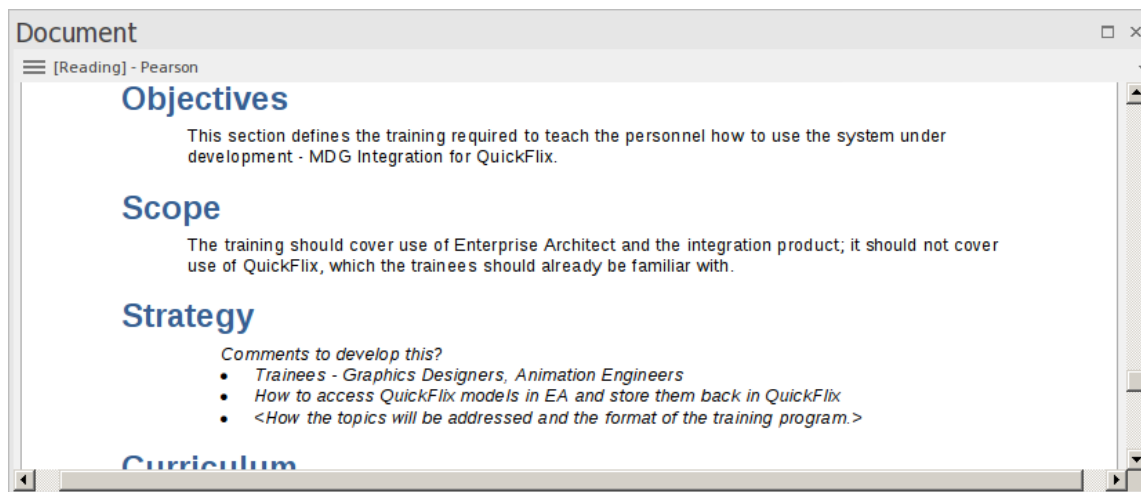 Document
[Reading] - Pearson
Objectives
This section defines the training required to teach the personnel how to use the system under
development - MDG Integration for QuickFlix.
Scope
The training should cover use of Enterprise Architect and the integration product; it should not cover
use of QuickFlix, which the trainees should already be familiar with.
Strategy
Comments to develop this?
• Trainees - Graphics Designers, Animation Engineers
• How to access QuickFlix models in EA and store them back in QuickFlix
• <How the topics will be addressed and the format of the training program.>
Curriculum